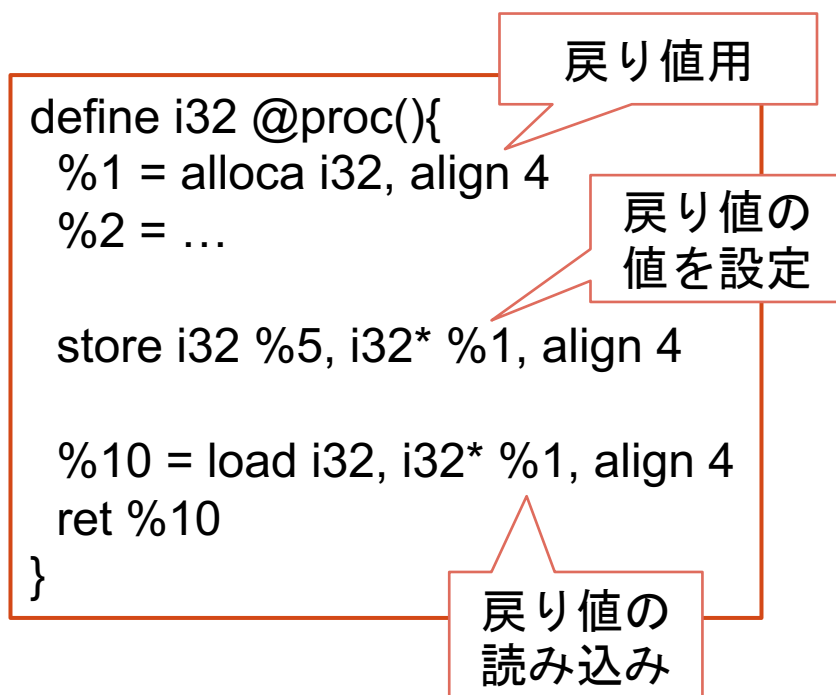 戻り値用
define i32 @proc(){
%1 = alloca i32, align 4
%2 = …
戻り値の
値を設定
store i32 %5, i32* %1, align 4
%10 = load i32, i32* %1, align 4
ret %10
}
戻り値の
読み込み